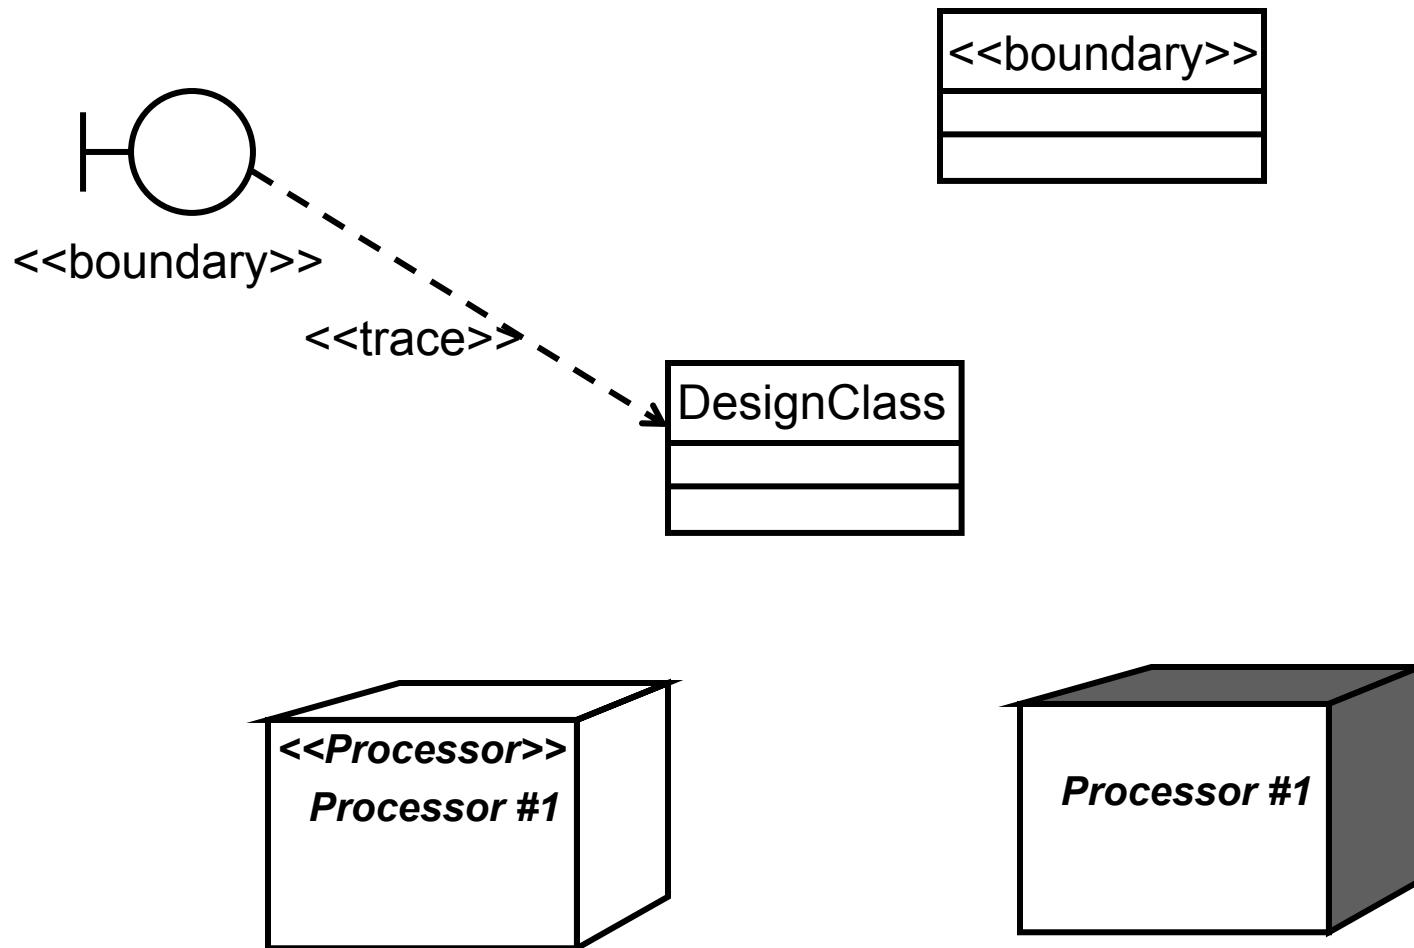 <<boundary>>
<<boundary>>
<<trace>>
DesignClass
<<Processor>>
Processor #1
Processor #1